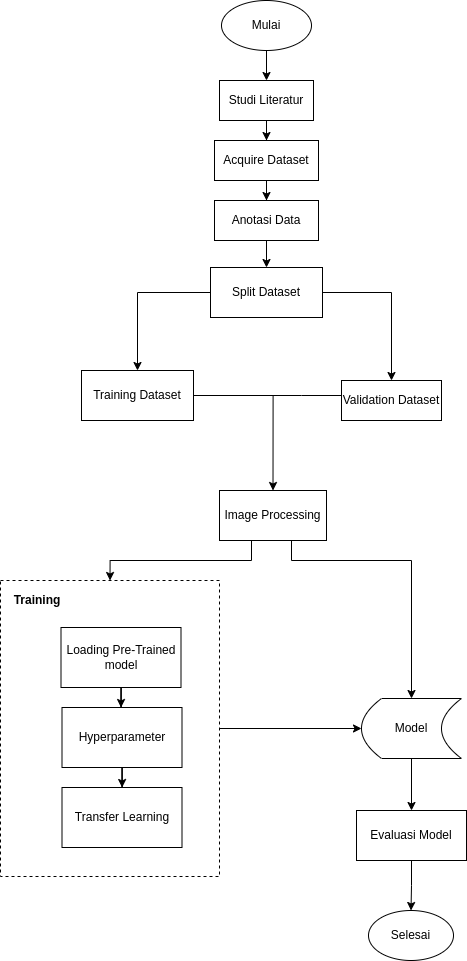 Mulai
Studi Literatur
Acquire Dataset
Anotasi Data
Split Dataset
Training Dataset
Validation Dataset
Image Processing
Training
Loading Pre-Trained
model
Hyperparameter
Transfer Learning
Model
Evaluasi Model
Selesai